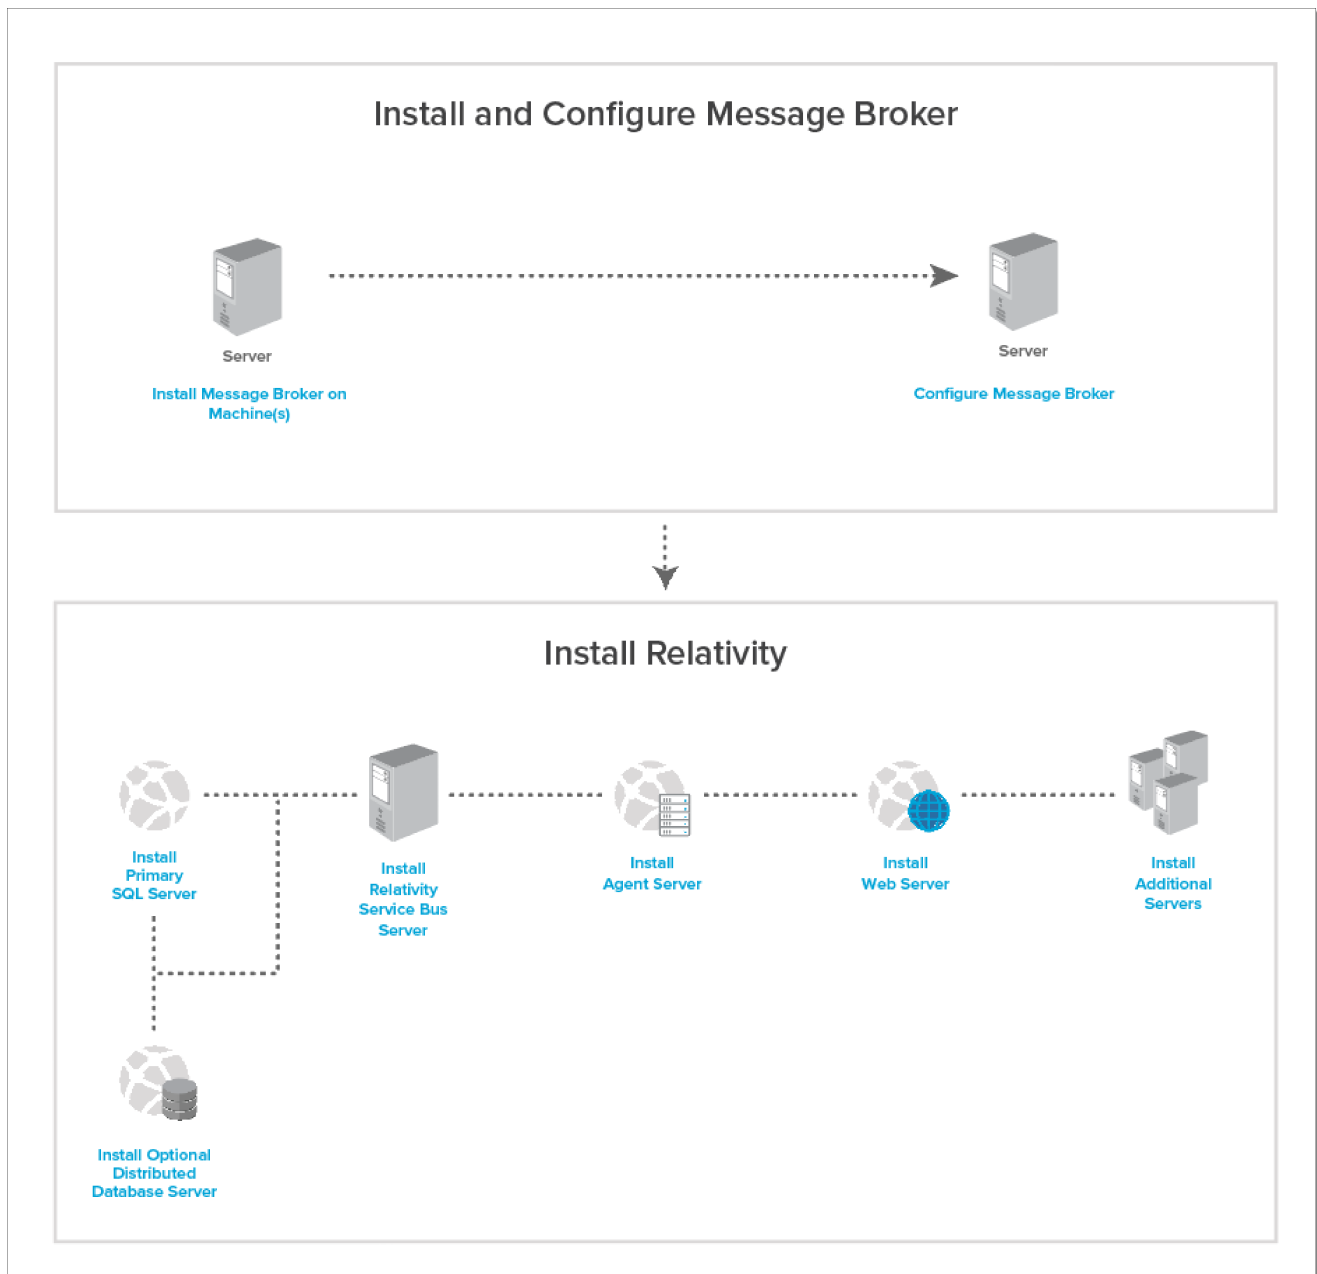 Install and Configure Message Broker
Server
Install Message Broker on
Machine(s)
Server
Configure Message Broker
Install Relativity
Install
Primary
SQL Server
Install
Relativity
Service Bus
Server
Install
Agent Server
Install
Web Server
Install
Additional
Servers
Install Optional
Distributed
Database Server